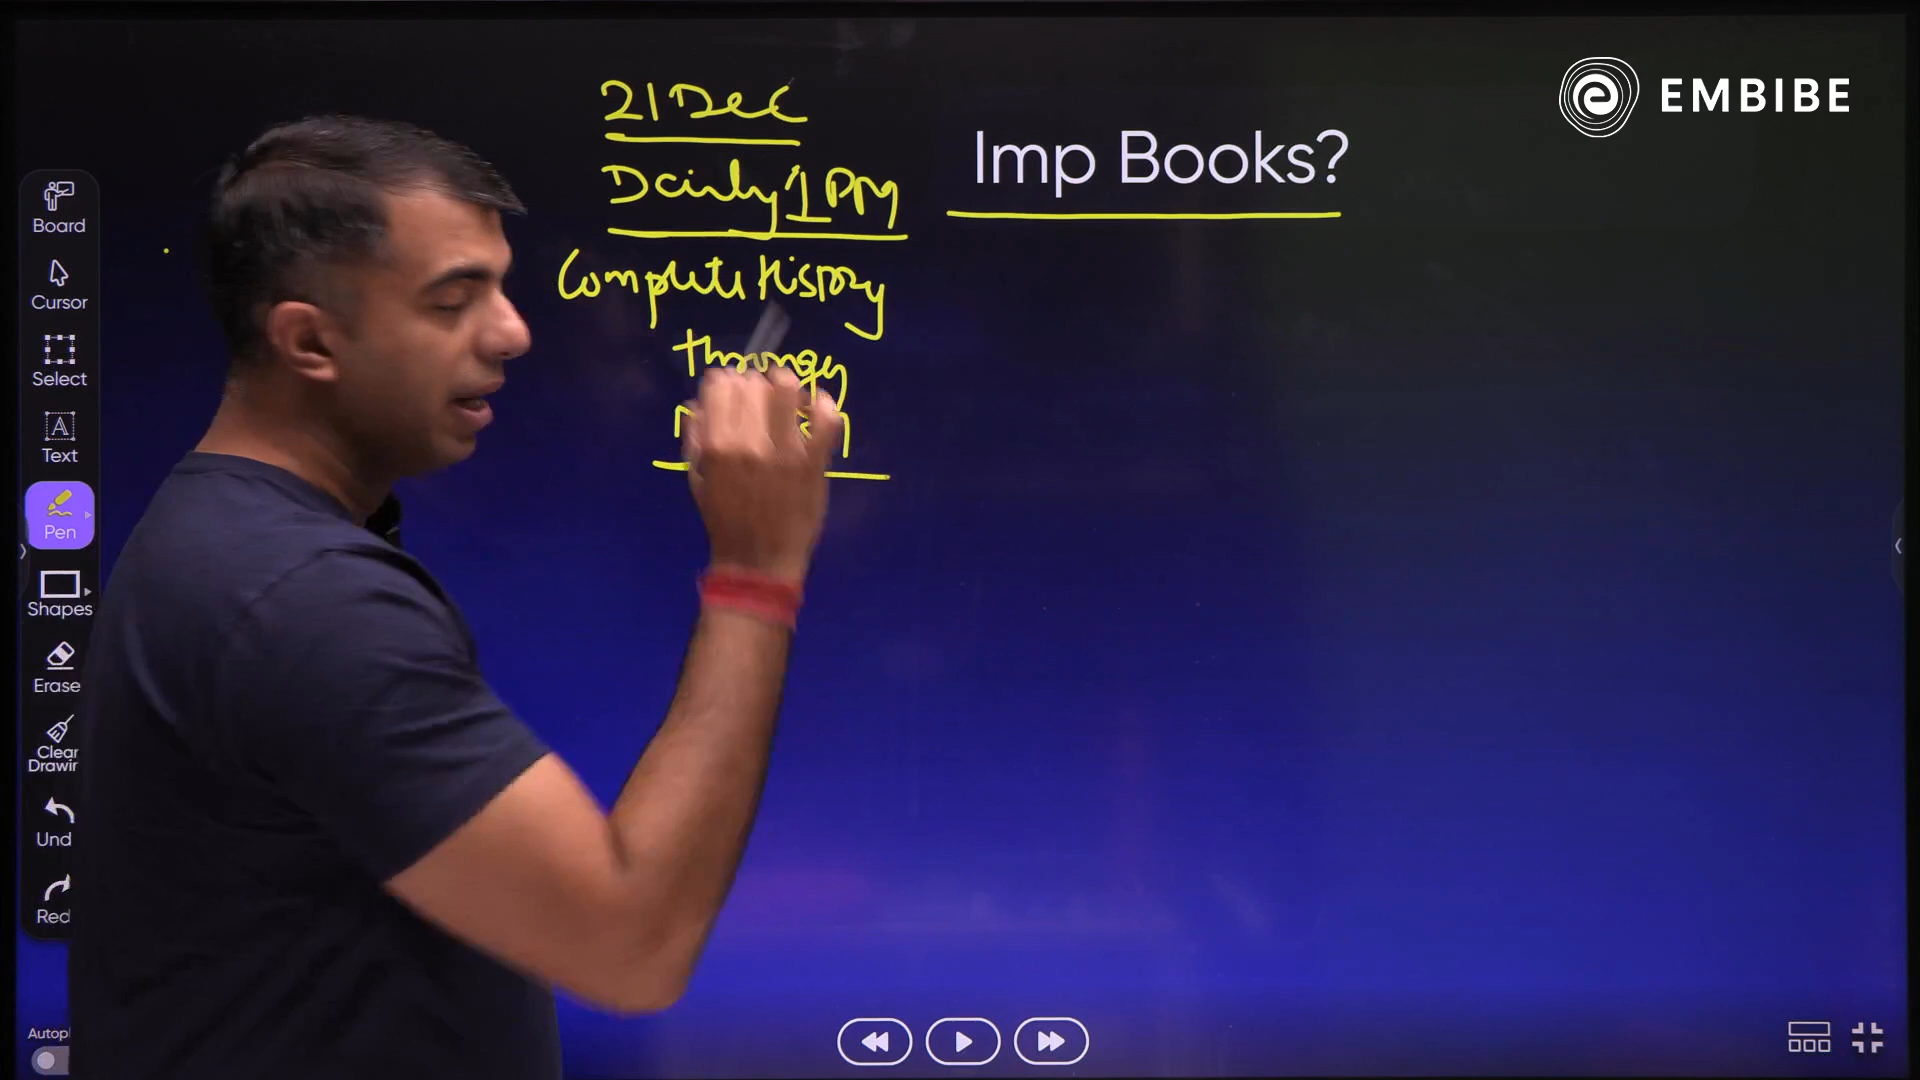 EMBIBE
21 Dec
Daily 1 PM
Imp Books?
Complete History
through
Board
Cursor
Select
A
Text
Pen
Shapes
Erase
Clear
Drawin
Und
Red
Autopl